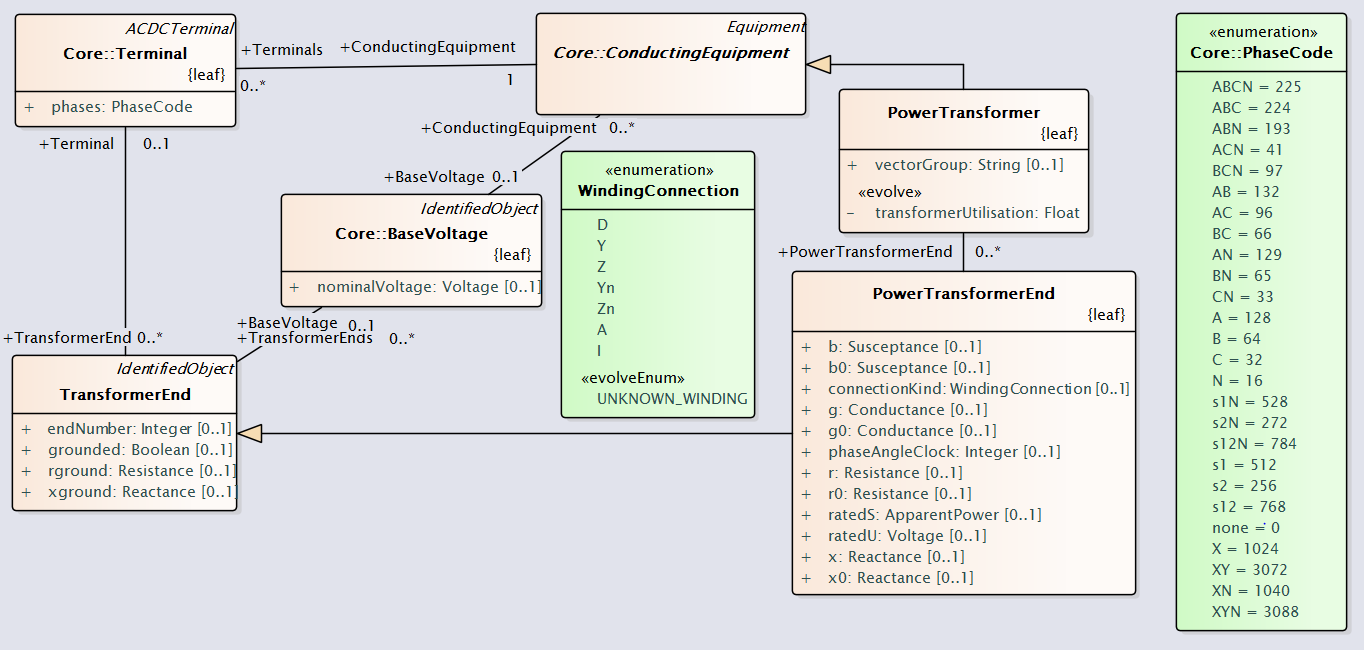 ACDCTerminal
Core::Terminal
{leaf}
+ phases: PhaseCode
+Terminals
0..*
+ConductingEquipment
1
Equipment
Core::ConductingEquipment
+Terminal 0..1
+ConductingEquipment 0..*
+BaseVoltage 0..1
IdentifiedObject
Core::BaseVoltage
{leaf}
+ nominalVoltage: Voltage [0..1]
+BaseVoltage 0..1
+TransformerEnds 0..*
+TransformerEnd 0..*
IdentifiedObject
TransformerEnd
+ endNumber: Integer [0..1]
+ grounded: Boolean [0..1]
+ rground: Resistance [0..1]
+ xground: Reactance [0..1]
«enumeration»
WindingConnection
D
Y
Z
Yn
Zn
A
I
«evolveEnum»
UNKNOWN_WINDING
PowerTransformer
{leaf}
+ vectorGroup: String [0..1]
«evolve»
- transformerUtilisation: Float
+PowerTransformerEnd 0..*
PowerTransformerEnd
{leaf}
+ b: Susceptance [0..1]
+ b0: Susceptance [0..1]
+ connectionKind: WindingConnection [0..1]
+ g: Conductance [0..1]
+ g0: Conductance [0..1]
+ phaseAngleClock: Integer [0..1]
+ r: Resistance [0..1]
+ r0: Resistance [0..1]
+ ratedS: ApparentPower [0..1]
+ ratedU: Voltage [0..1]
+ x: Reactance [0..1]
+ x0: Reactance [0..1]
«enumeration»
Core::PhaseCode
ABCN = 225
ABC = 224
ABN = 193
ACN = 41
BCN = 97
AB = 132
AC = 96
BC = 66
AN = 129
BN = 65
CN = 33
A = 128
B = 64
C = 32
N = 16
s1N = 528
s2N = 272
s12N = 784
s1 = 512
s2 = 256
s12 = 768
none = 0
X = 1024
XY = 3072
XN = 1040
XYN = 3088